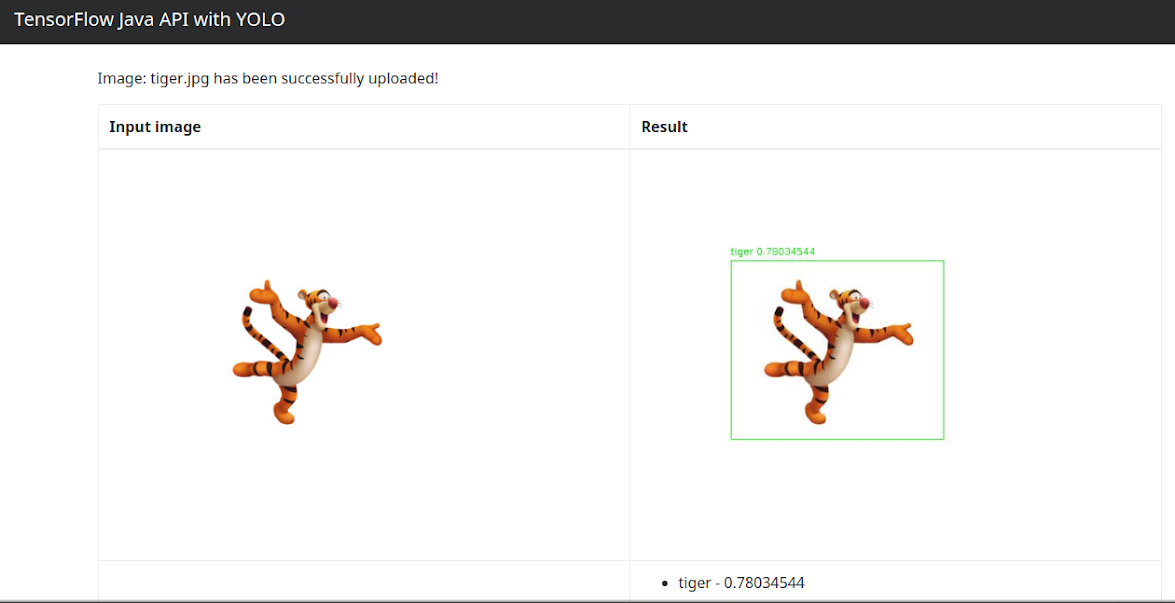 TensorFlow Java API with YOLO
Image: tiger.jpg has been successfully uploaded!
Input image
Result
tiger 0.78034544
• tiger - 0.78034544